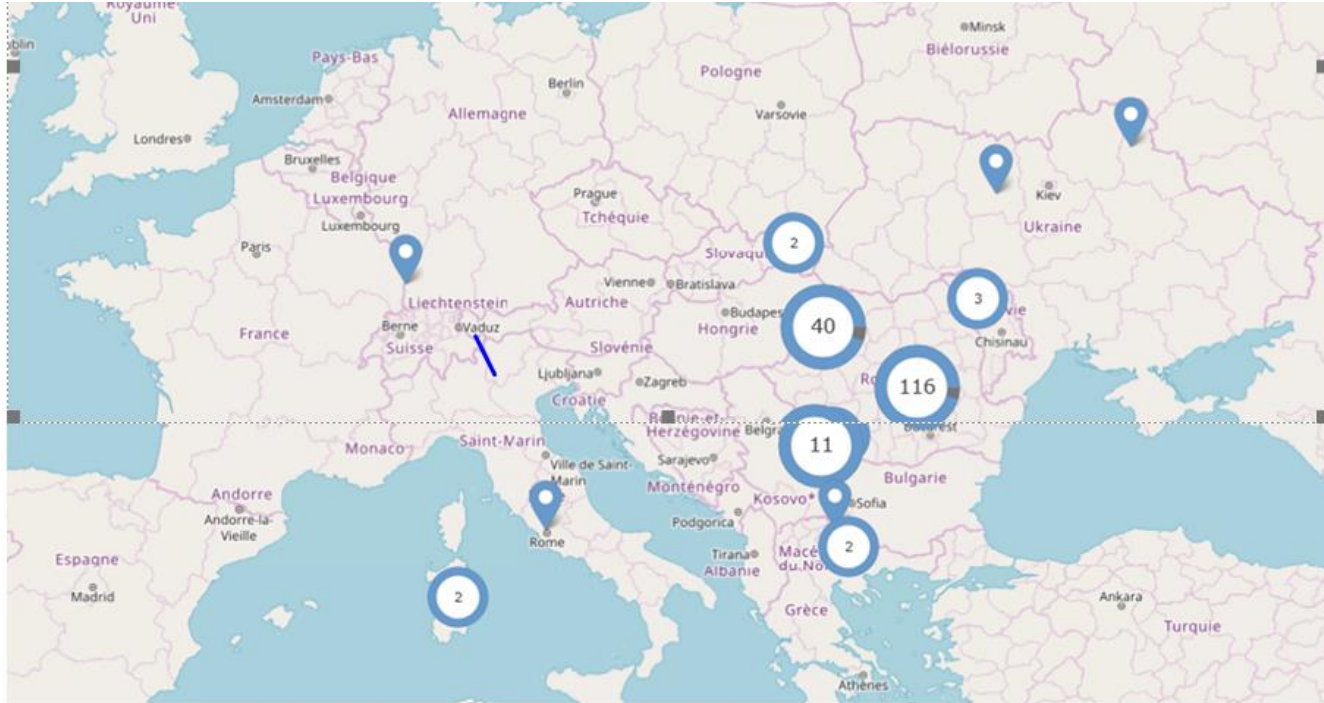 Royaume-
Uni
Minsk
Biélorussie
Pays-Bas
Pologne
Berlin
Amsterdam
Allemagne
Varsovie
Londres
Bruxelles
Belgique
Prague
Kiev
Luxembourg
Tchéquie
Luxembourg
Ukraine
Paris
2
Vienne
Bratislava
Liechtenstein
Autriche
3
Berne
Vaduz
Hongrie
40
Chisinau
France
Suisse
Slovénie
Ljubljana
Zagreb
116
Croatie
Herzégovine
11
Monaco
Saint-Marin
Ville de Saint-
Marin
Sarajevo
Bulgarie
Monténégro
Andorre
Kosovo*
Sofia
Andorre-la-
Vieille
Podgorica
Rome
Espagne
Tirana
2
Albanie
Madrid
2
Ankara
Grèce
Turquie
Athènes